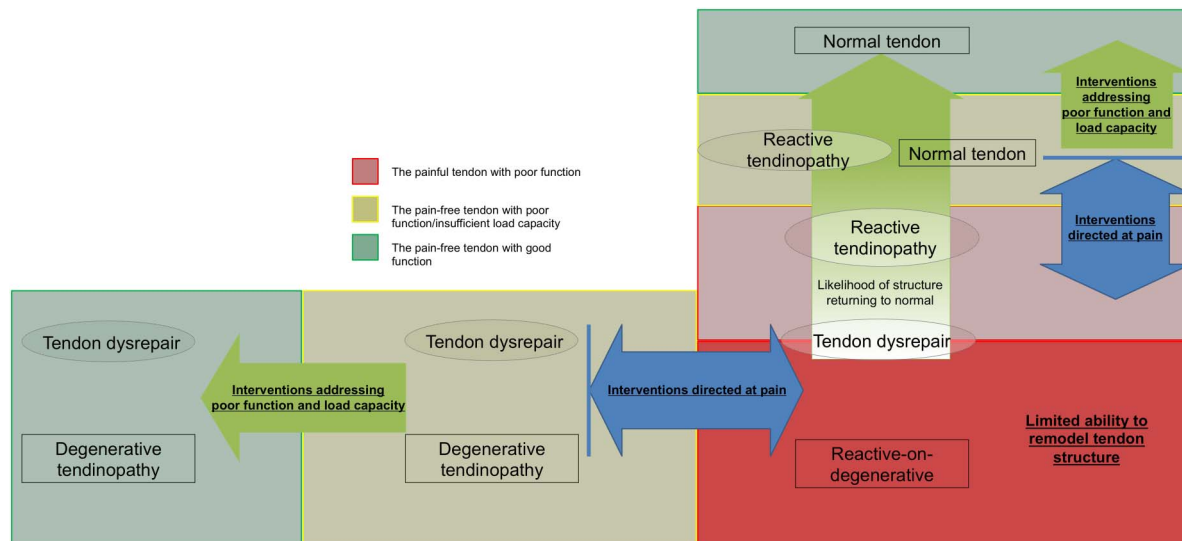 Normal tendon
Interventions
addressing
poor function and
load capacity
Reactive
tendinopathy
Normal tendon
The painful tendon with poor function
The pain-free tendon with poor
function/insufficient load capacity
The pain-free tendon with good
function
Reactive
tendinopathy
Interventions
directed at pain
Likelihood of structure
returning to normal
Tendon dysrepair
Tendon dysrepair
Tendon dysrepair
Interventions addressing
poor function and load capacity
Interventions directed at pain
Degenerative
tendinopathy
Degenerative
tendinopathy
Reactive-on-
degenerative
Limited ability to
remodel tendon
structure